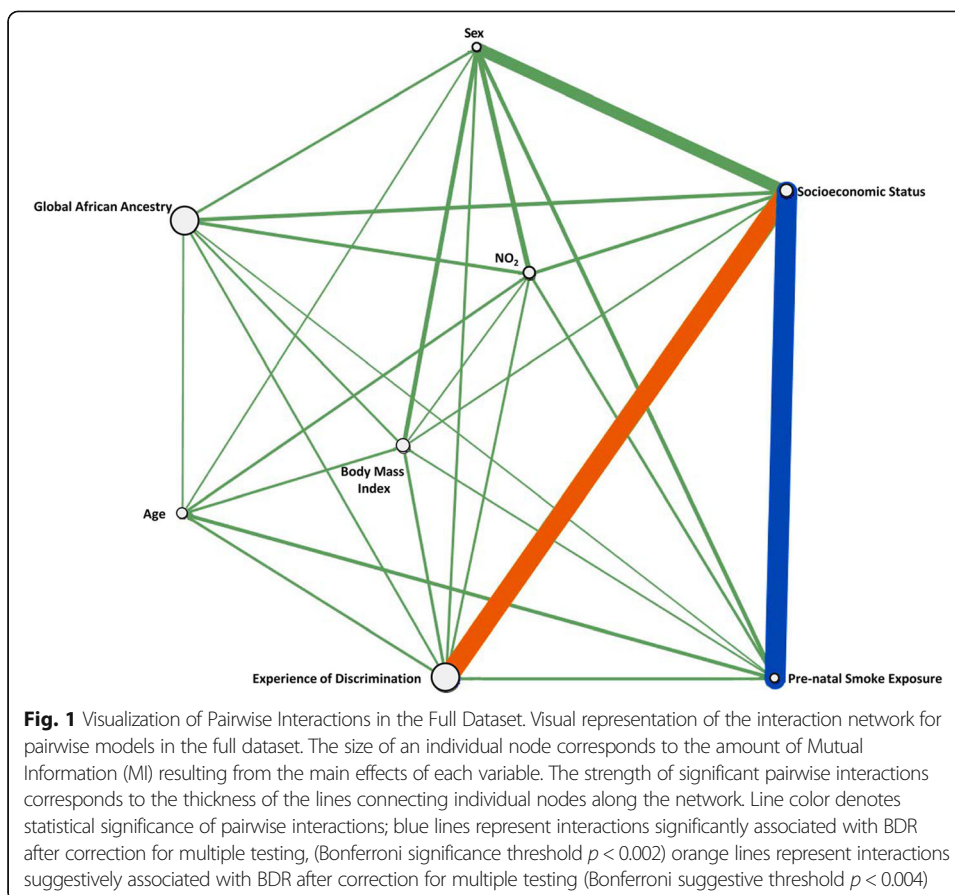 Sex
Socioeconomic Status
Global African Ancestry
NO₂
Body Mass
Index
Age
Experience of Discrimination
Pre-natal Smoke Exposure
Fig. 1 Visualization of Pairwise Interactions in the Full Dataset. Visual representation of the interaction network for
pairwise models in the full dataset. The size of an individual node corresponds to the amount of Mutual
Information (MI) resulting from the main effects of each variable. The strength of significant pairwise interactions
corresponds to the thickness of the lines connecting individual nodes along the network. Line color denotes
statistical significance of pairwise interactions; blue lines represent interactions significantly associated with BDR
after correction for multiple testing, (Bonferroni significance threshold p < 0.002) orange lines represent interactions
suggestively associated with BDR after correction for multiple testing (Bonferroni suggestive threshold p < 0.004)